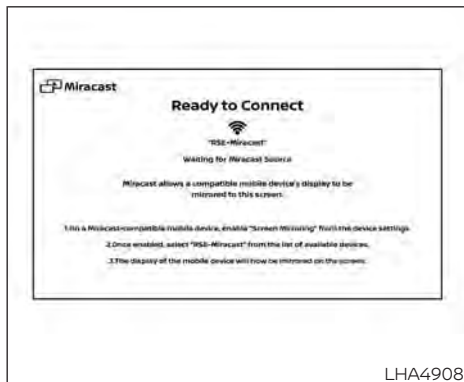 Miracast
Ready to Connect
"RSE-Miracast"
Waiting for Miracast Source
Miracast allows a compatible mobile device's display to be
mirrored to this screen.
1.On a Miracast-compatible mobile device, enable "Screen Mirroring" from the device settings.
2.Once enabled, select "RSE-Miracast" from the list of available devices.
3.The display of the mobile device will now be mirrored on the screen.
LHA4908